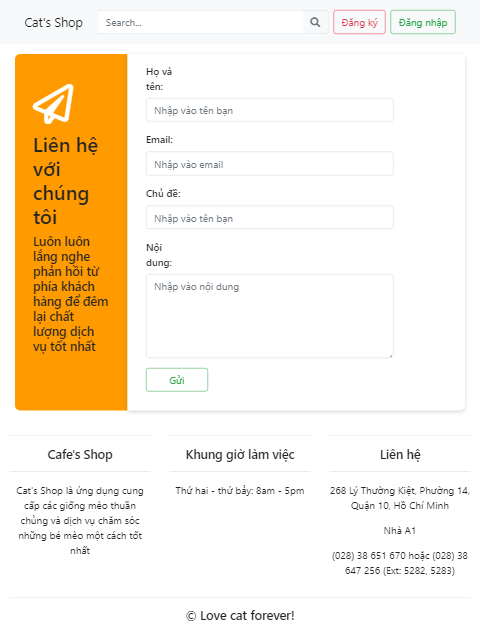 Cat's Shop
Search...
Đăng ký
Đăng nhập
Liên hệ
với
chúng
tôi
Luôn luôn
lắng nghe
phản hồi từ
phía khách
hàng để đêm
lại chất
lượng dịch
vụ tốt nhất
Họ và
tên:
Nhập vào tên bạn
Email:
Nhập vào email
Chủ đề:
Nhập vào tên bạn
Nội
dung:
Nhập vào nội dung
Gửi
Cafe's Shop
Cat's Shop là ứng dụng cung
cấp các giống mèo thuần
chủng và dịch vụ chăm sóc
những bé mèo một cách tốt
nhất
Khung giờ làm việc
Thứ hai - thứ bảy: 8am - 5pm
Liên hệ
268 Lý Thường Kiệt, Phường 14,
Quận 10, Hồ Chí Minh
Nhà A1
(028) 38 651 670 hoặc (028) 38
647 256 (Ext: 5282, 5283)
© Love cat forever!